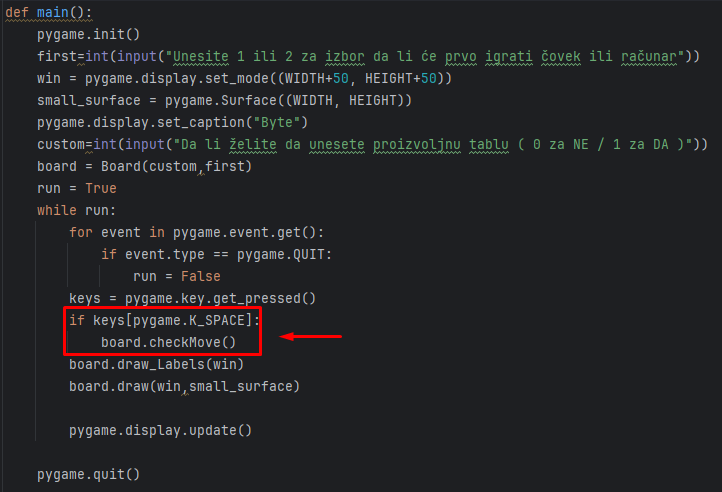 def main():
    pygame.init()
    first=int(input("Unesite 1 ili 2 za izbor da li će prvo igrati čovek ili računar"))
    win = pygame.display.set_mode((WIDTH+50, HEIGHT+50))
    small_surface = pygame.Surface((WIDTH, HEIGHT))
    pygame.display.set_caption("Byte")
    custom=int(input("Da li želite da unesete proizvoljnu tablu ( 0 za NE / 1 za DA )"))
    board = Board(custom,first)
    run = True
    while run:
        for event in pygame.event.get():
            if event.type == pygame.QUIT:
                run = False
        keys = pygame.key.get_pressed()
        if keys[pygame.K_SPACE]:
            board.checkMove()
        board.draw_Labels(win)
        board.draw(win,small_surface)
        pygame.display.update()
    pygame.quit()